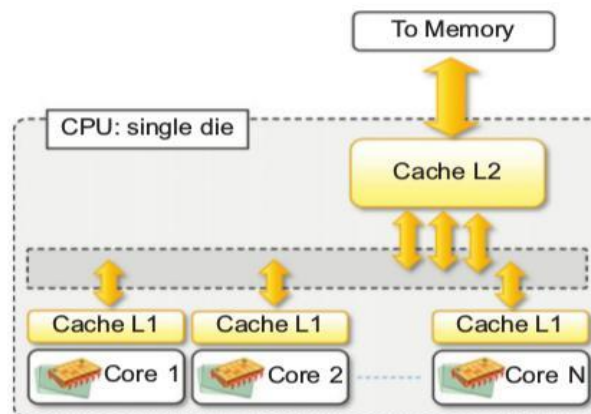 To Memory
CPU: single die
Cache L2
Cache L1
Cache L1
Cache L1
Core 1
Core 2
Core N